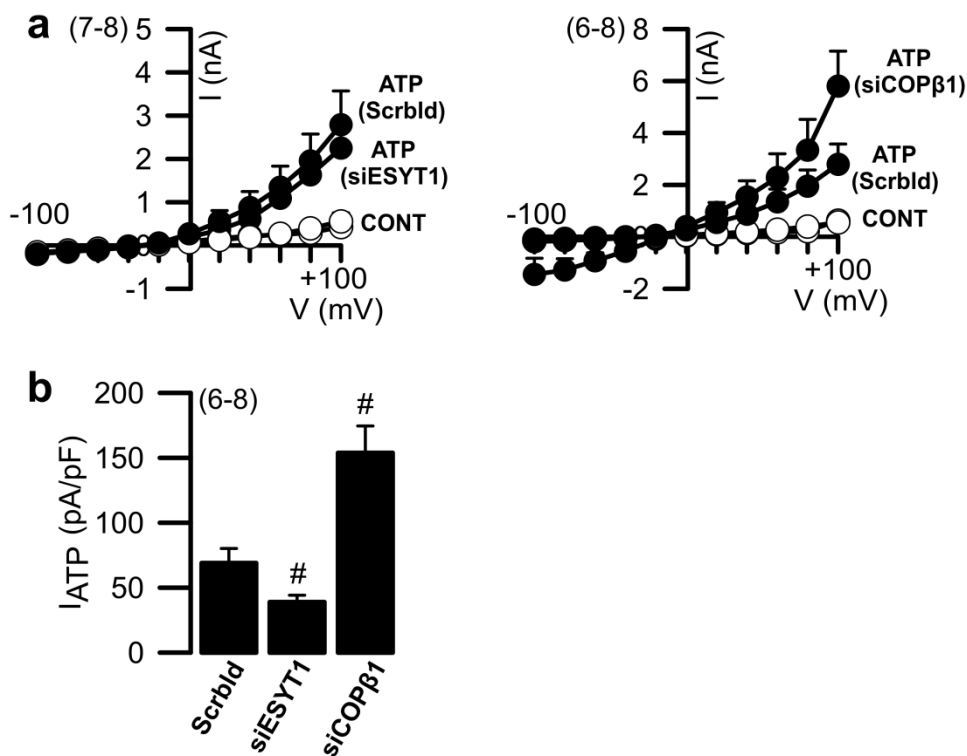 a (7-8)
5
4
3
2
1
0
-1
I (nA)
ATP
(Scrbld)
ATP
(siESYT1)
CONT
-100
+100
V (mV)
(6-8)
8
6
4
2
0
-2
I (nA)
ATP
(siCOPβ1)
ATP
(Scrbld)
CONT
-100
+100
V (mV)
b
(6-8)
200
150
100
50
0
IATP (pA/pF)
#
#
Scrbld
siESYT1
siCOPβ1